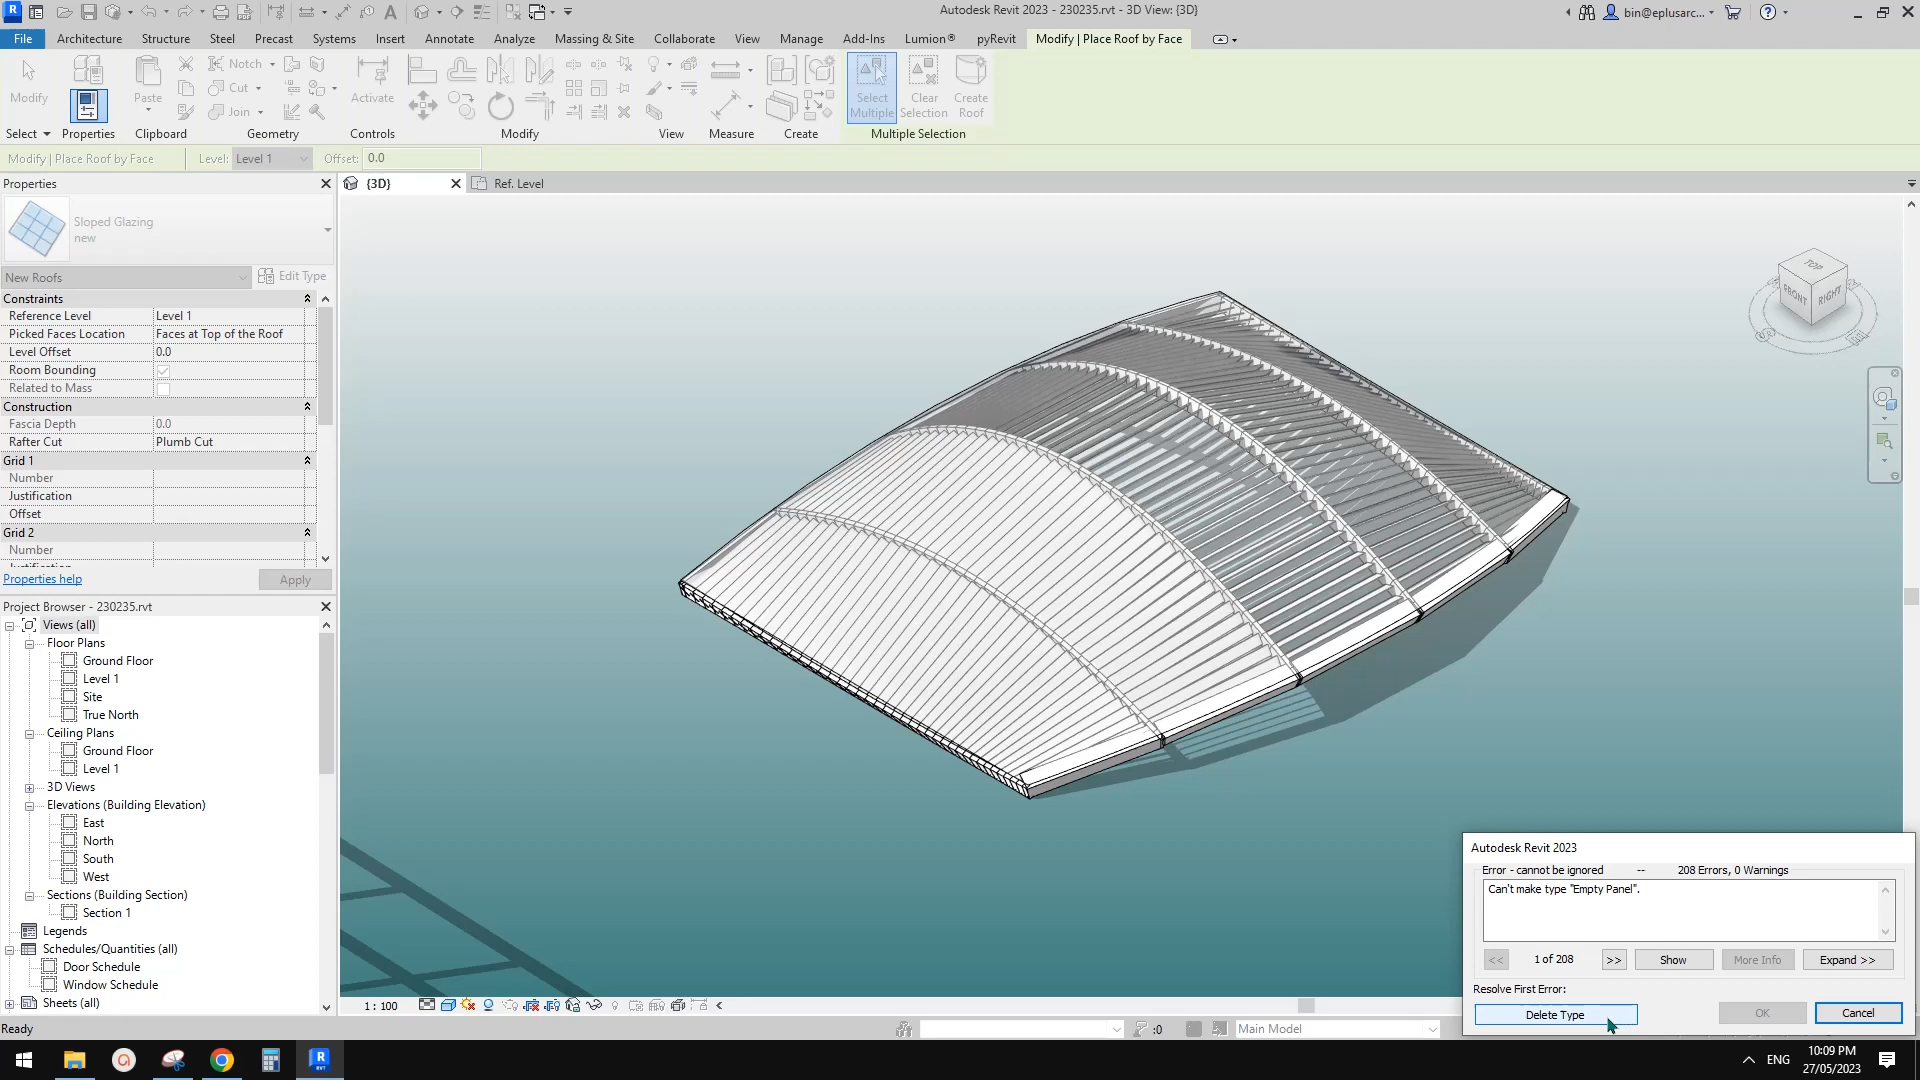 Autodesk Revit 2023 - 230235.rvt - 3D View: {3D}
bin@eplusarc...
File
Architecture
Structure
Steel
Precast
Systems
Insert
Annotate
Analyze
Massing & Site
Collaborate
View
Manage
Add-Ins
Lumion®
pyRevit
Modify | Place Roof by Face
Modify
Paste
Notch
Cut
Join
Activate
Select Multiple
Clear Selection
Create Roof
Select
Properties
Clipboard
Geometry
Controls
Modify
View
Measure
Create
Multiple Selection
Modify | Place Roof by Face
Level: Level 1
Offset: 0.0
Properties
{3D}
Ref. Level
Sloped Glazing
new
New Roofs
Edit Type
Constraints
Reference Level Level 1
Picked Faces Location Faces at Top of the Roof
Level Offset 0.0
Room Bounding
Related to Mass
Construction
Fascia Depth 0.0
Rafter Cut Plumb Cut
Grid 1
Number
Justification
Offset
Grid 2
Number
Properties help
Apply
Project Browser - 230235.rvt
Views (all)
Floor Plans
Ground Floor
Level 1
Site
True North
Ceiling Plans
Ground Floor
Level 1
3D Views
Elevations (Building Elevation)
East
North
South
West
Sections (Building Section)
Section 1
Legends
Schedules/Quantities (all)
Door Schedule
Window Schedule
Sheets (all)
TOP
FRONT
RIGHT
Autodesk Revit 2023
Error - cannot be ignored -- 208 Errors, 0 Warnings
Can't make type "Empty Panel".
<< 1 of 208 >> Show More Info Expand >>
Resolve First Error:
Delete Type
OK
Cancel
1 : 100
Ready
:0
Main Model
ENG
10:09 PM
27/05/2023